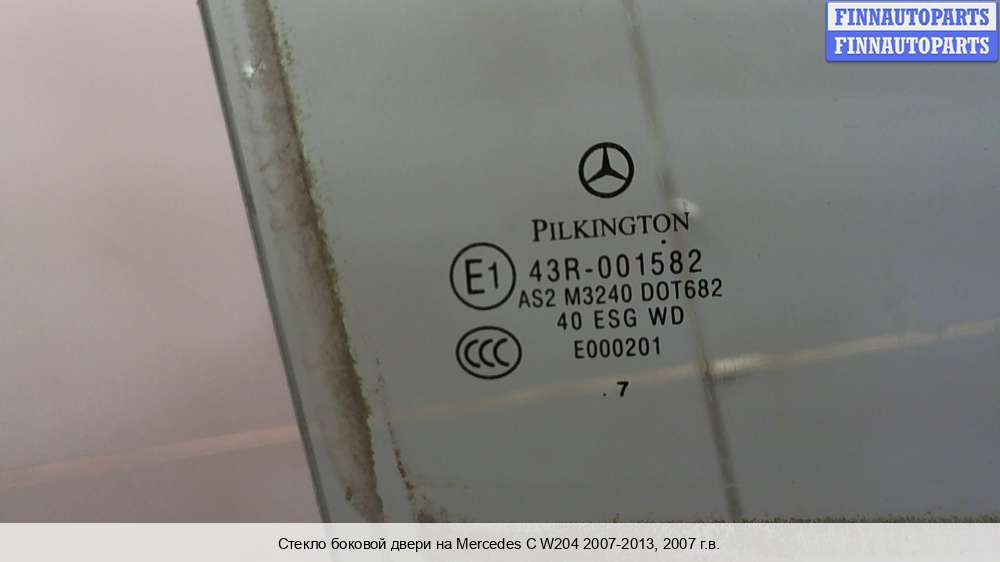 FINNAUTOPARTS
FINNAUTOPARTS
PILKINGTON
E1
43R-001582
AS2 M3240 DOT682
40 ESG WD
CCC
E000201
. 7
Стекло боковой двери на Mercedes C W204 2007-2013, 2007 г.в.